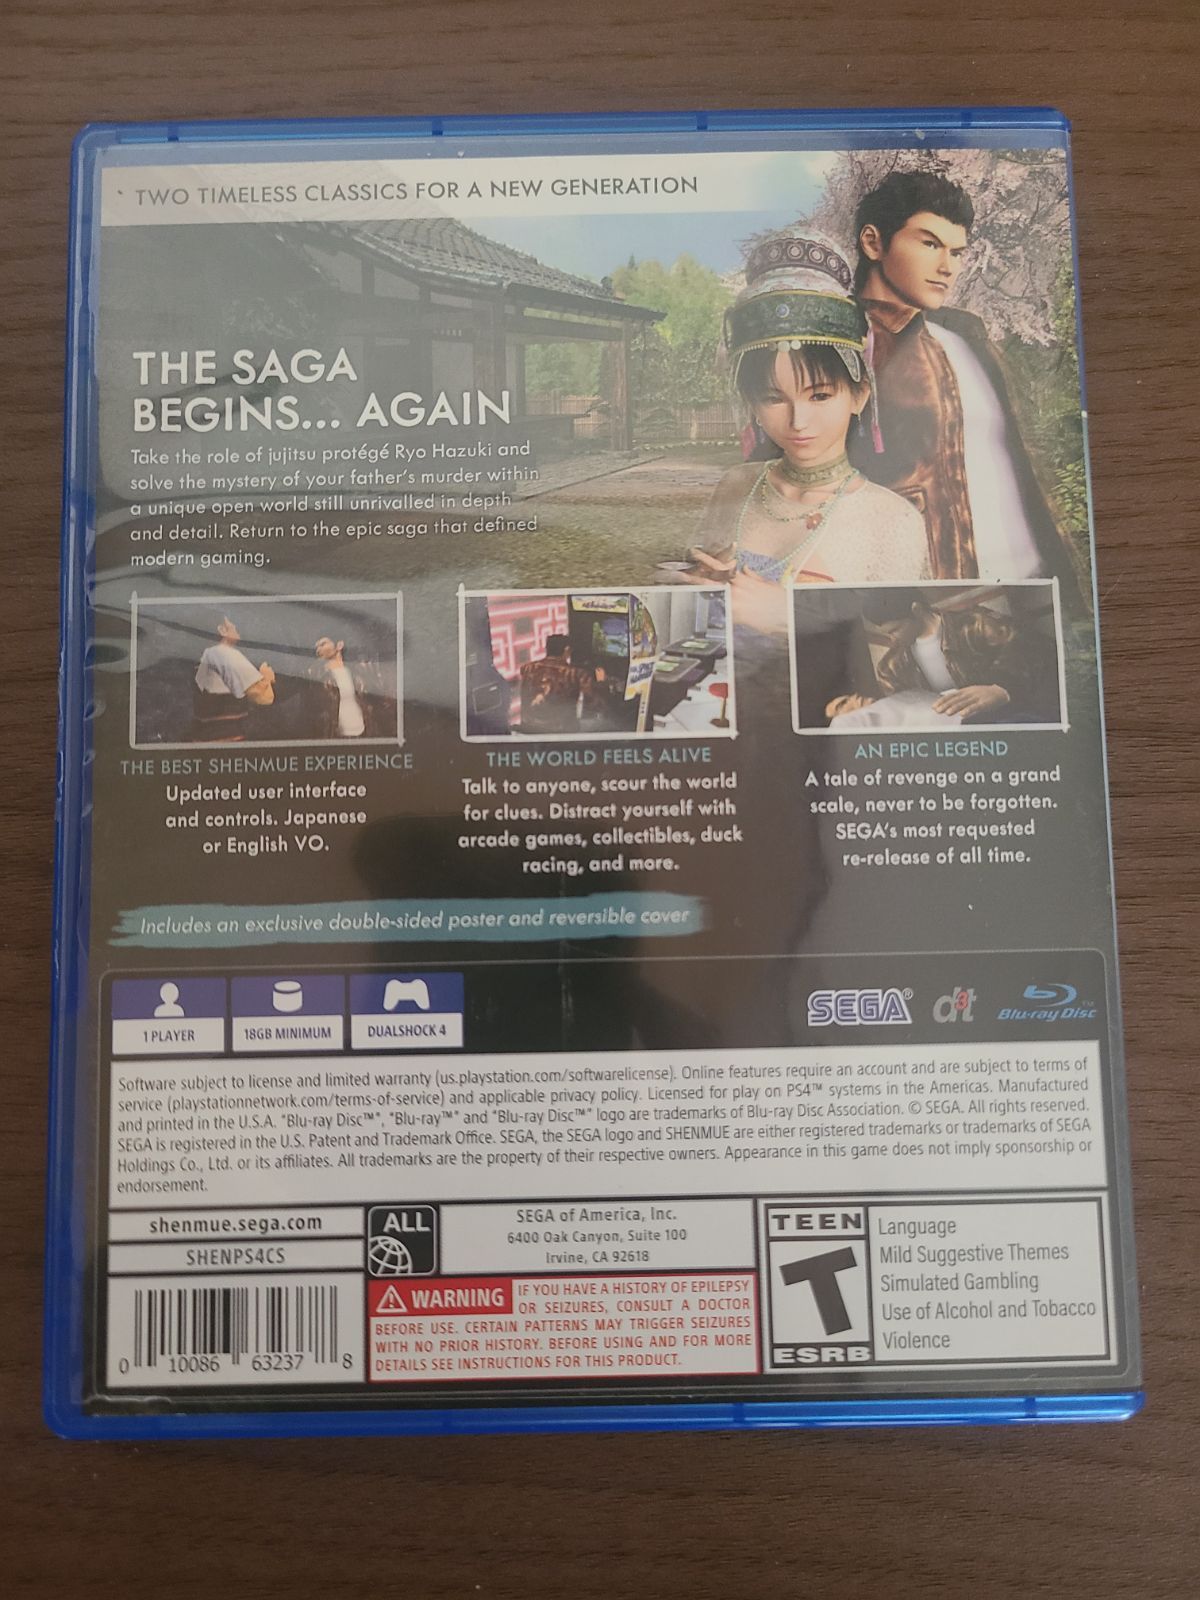 TWO TIMELESS CLASSICS FOR A NEW GENERATION
THE SAGA
BEGINS... AGAIN
Take the role of jujitsu protégé Ryo Hazuki and
solve the mystery of your father's murder within
a unique open world still unrivalled in depth
and detail. Return to the epic saga that defined
modern gaming.
THE BEST SHENMUE EXPERIENCE
Updated user interface
and controls. Japanese
or English VO.
THE WORLD FEELS ALIVE
Talk to anyone, scour the world
for clues. Distract yourself with
arcade games, collectibles, duck
racing, and more.
AN EPIC LEGEND
A tale of revenge on a grand
scale, never to be forgotten.
SEGA's most requested
re-release of all time.
Includes an exclusive double-sided poster and reversible cover
1 PLAYER
18GB MINIMUM
DUALSHOCK 4
SEGA®
d3t
Blu-ray Disc™
Software subject to license and limited warranty (us.playstation.com/softwarelicense). Online features require an account and are subject to terms of
service (playstationnetwork.com/terms-of-service) and applicable privacy policy. Licensed for play on PS4™ systems in the Americas. Manufactured
and printed in the U.S.A. "Blu-ray Disc™", "Blu-ray™" and "Blu-ray Disc™" logo are trademarks of Blu-ray Disc Association. © SEGA. All rights reserved.
SEGA is registered in the U.S. Patent and Trademark Office. SEGA, the SEGA logo and SHENMUE are either registered trademarks or trademarks of SEGA
Holdings Co., Ltd. or its affiliates. All trademarks are the property of their respective owners. Appearance in this game does not imply sponsorship or
endorsement.
shenmue.sega.com
SHENPS4CS
0 10086 63237 8
ALL
SEGA of America, Inc.
6400 Oak Canyon, Suite 100
Irvine, CA 92618
WARNING IF YOU HAVE A HISTORY OF EPILEPSY
OR SEIZURES, CONSULT A DOCTOR
BEFORE USE. CERTAIN PATTERNS MAY TRIGGER SEIZURES
WITH NO PRIOR HISTORY. BEFORE USING AND FOR MORE
DETAILS SEE INSTRUCTIONS FOR THIS PRODUCT.
TEEN
T
ESRB
Language
Mild Suggestive Themes
Simulated Gambling
Use of Alcohol and Tobacco
Violence